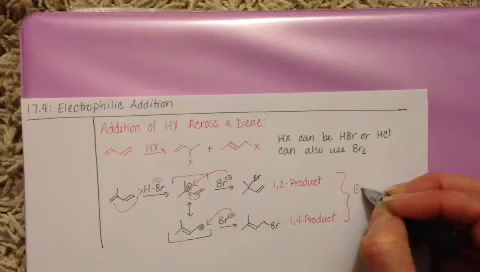 17.4: Electrophilic Addition
Addition of HX Across a Diene:
HX
X
+
X
HX can be HBr or HCl
can also use Br₂
H-Br
Br⊖
Br
1,2-Product
Br⊖
Br
1,4-Product
B